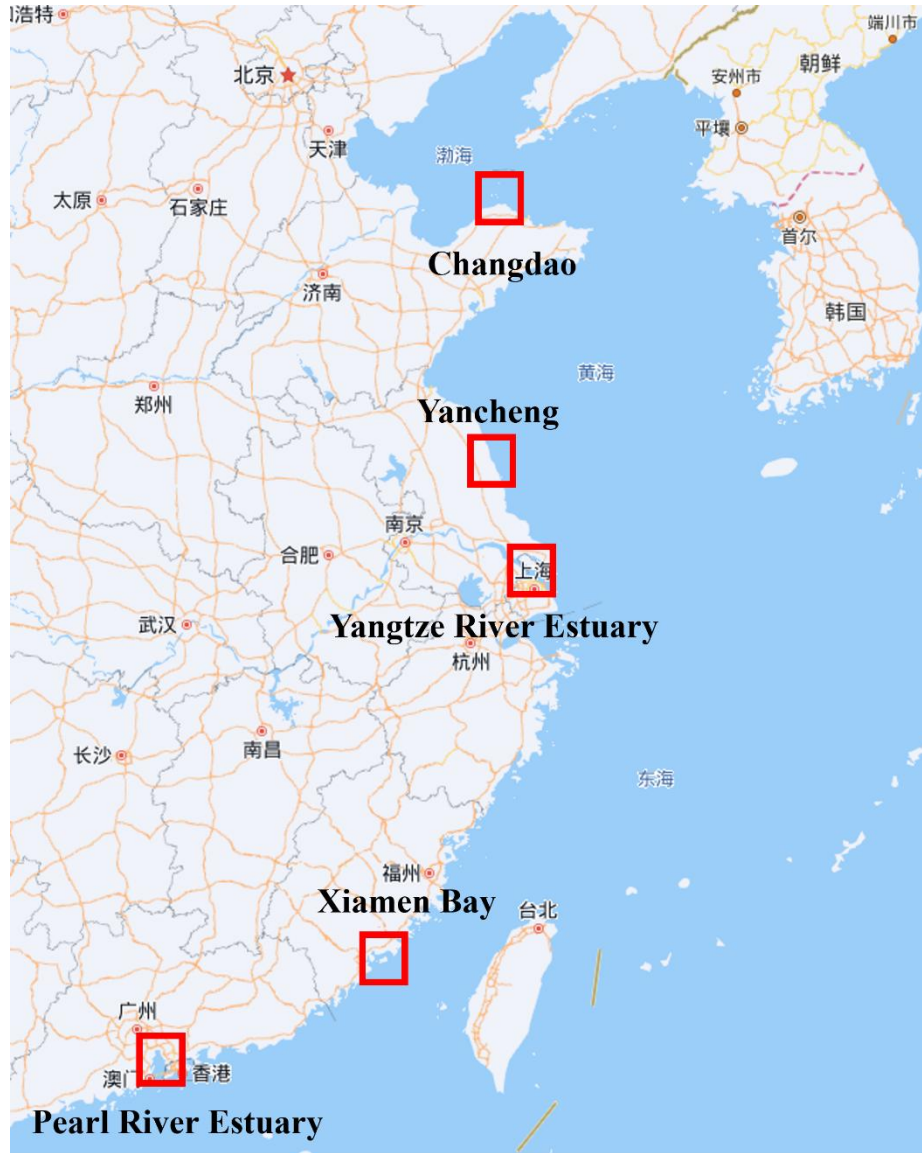 和浩特
端川市
北京
安州市
朝鲜
天津
渤海
平壤
太原
石家庄
首尔
Changdao
济南
韩国
黄海
郑州
Yancheng
南京
合肥
上海
武汉
Yangtze River Estuary
杭州
南昌
长沙
东海
福州
Xiamen Bay
台北
广州
澳门
香港
Pearl River Estuary